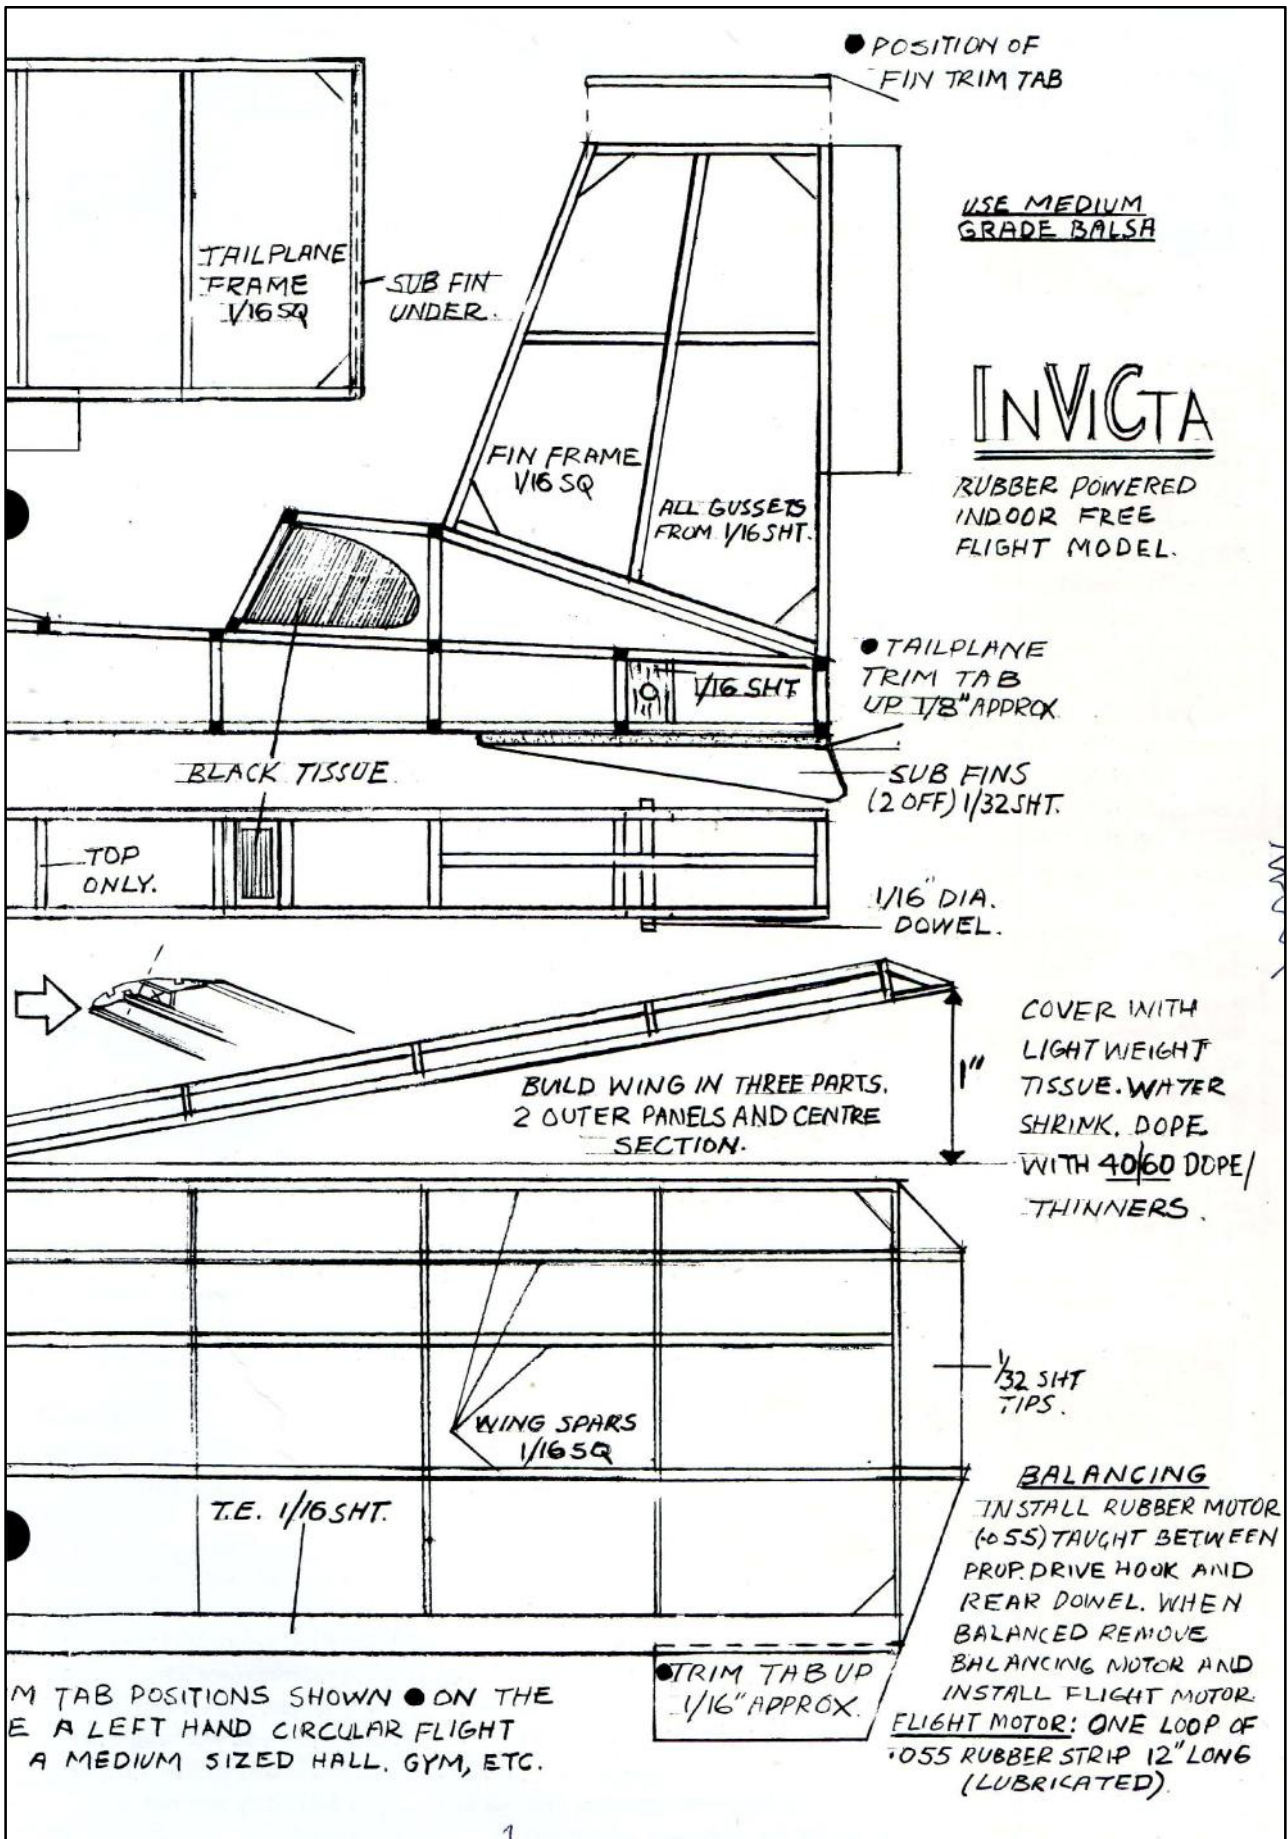 ● POSITION OF
FIN TRIM TAB
USE MEDIUM
GRADE BALSA
TAILPLANE
FRAME
1/16 SQ
SUB FIN
UNDER.
INVICTA
RUBBER POWERED
INDOOR FREE
FLIGHT MODEL.
FIN FRAME
1/16 SQ
ALL GUSSETS
FROM 1/16 SHT.
● TAILPLANE
TRIM TAB
UP 1/8" APPROX
1/16 SHT
BLACK TISSUE.
SUB FINS
(2 OFF) 1/32 SHT.
TOP
ONLY.
1/16" DIA.
DOWEL.
BUILD WING IN THREE PARTS.
2 OUTER PANELS AND CENTRE
SECTION.
1"
COVER WITH
LIGHTWEIGHT
TISSUE. WATER
SHRINK. DOPE
WITH 40/60 DOPE/
THINNERS.
WING SPARS
1/16 SQ
1/32 SHT
TIPS.
T.E. 1/16 SHT.
BALANCING
INSTALL RUBBER MOTOR
(.055) TAUGHT BETWEEN
PROP. DRIVE HOOK AND
REAR DOWEL. WHEN
BALANCED REMOVE
BALANCING MOTOR AND
INSTALL FLIGHT MOTOR.
FLIGHT MOTOR: ONE LOOP OF
.055 RUBBER STRIP 12" LONG
(LUBRICATED).
● TRIM TAB UP
1/16" APPROX.
M TAB POSITIONS SHOWN ● ON THE
E A LEFT HAND CIRCULAR FLIGHT
A MEDIUM SIZED HALL, GYM, ETC.